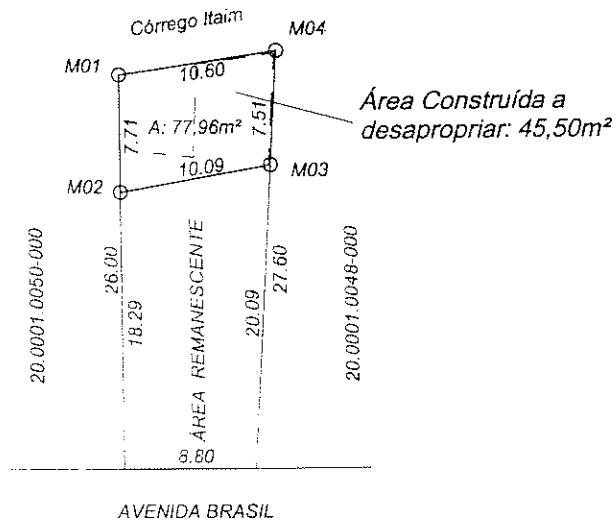 Córrego Itaim
M04
M01
10.60
Área Construída a
desapropriar: 45,50m²
7.71
A: 77,96m²
7.51
10.09
M03
M02
20.0001.0050-000
26.00
18.29
ÁREA REMANESCENTE
20.09
27.60
20.0001.0048-000
8.80
AVENIDA BRASIL